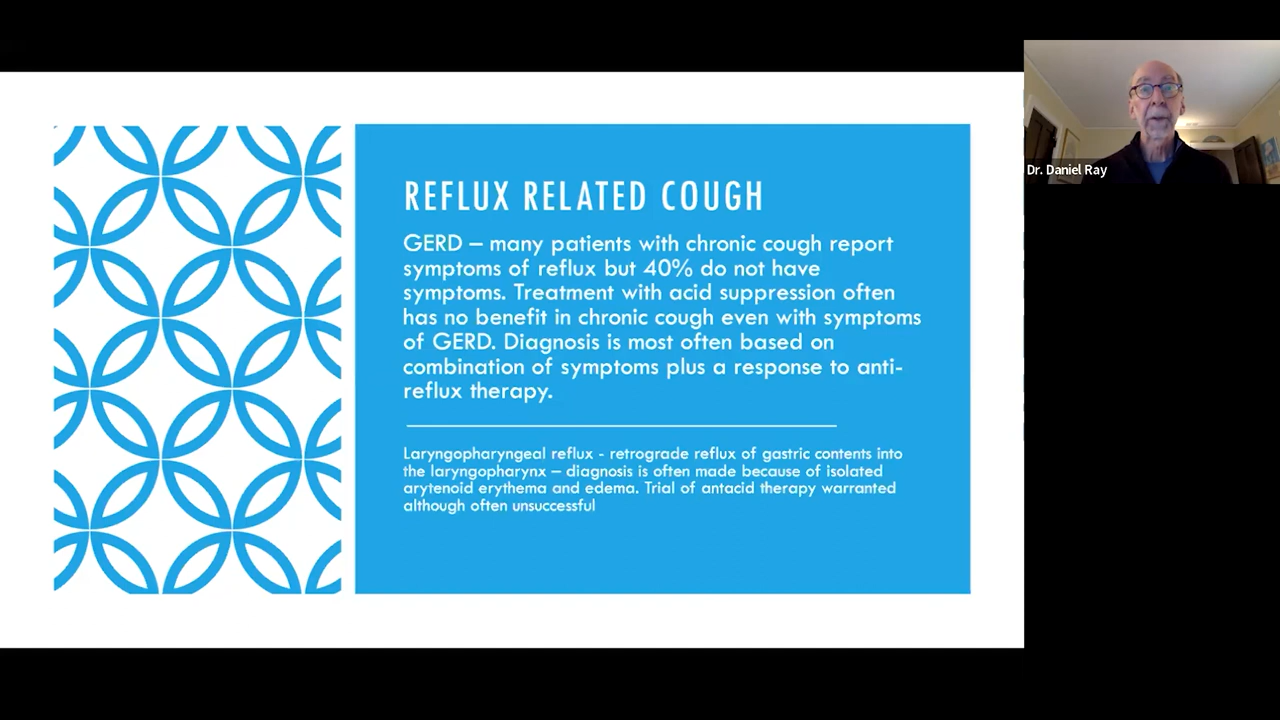 REFLUX RELATED COUGH
GERD – many patients with chronic cough report
symptoms of reflux but 40% do not have
symptoms. Treatment with acid suppression often
has no benefit in chronic cough even with symptoms
of GERD. Diagnosis is most often based on
combination of symptoms plus a response to anti-
reflux therapy.
Laryngopharyngeal reflux - retrograde reflux of gastric contents into
the laryngopharynx – diagnosis is often made because of isolated
arytenoid erythema and edema. Trial of antacid therapy warranted
although often unsuccessful
Dr. Daniel Ray